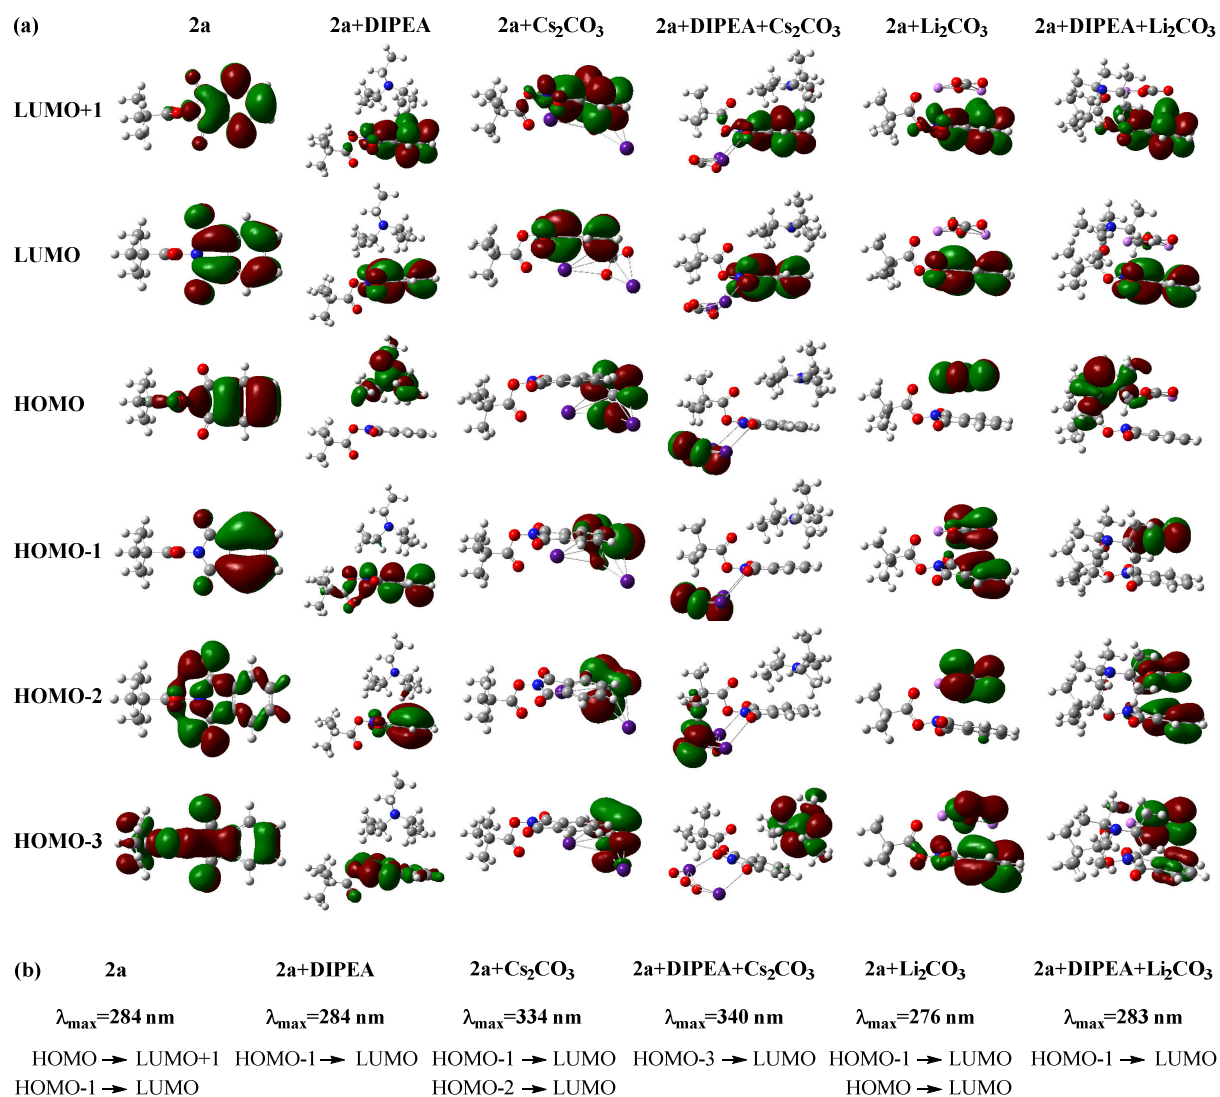 (a) 2a 2a+DIPEA 2a+Cs₂CO₃ 2a+DIPEA+Cs₂CO₃ 2a+Li₂CO₃ 2a+DIPEA+Li₂CO₃
LUMO+1
LUMO
HOMO
HOMO-1
HOMO-2
HOMO-3
(b) 2a 2a+DIPEA 2a+Cs₂CO₃ 2a+DIPEA+Cs₂CO₃ 2a+Li₂CO₃ 2a+DIPEA+Li₂CO₃
λmax=284 nm λmax=284 nm λmax=334 nm λmax=340 nm λmax=276 nm λmax=283 nm
HOMO → LUMO+1 HOMO-1 → LUMO HOMO-1 → LUMO HOMO-3 → LUMO HOMO-1 → LUMO HOMO-1 → LUMO
HOMO-1 → LUMO HOMO-2 → LUMO HOMO → LUMO